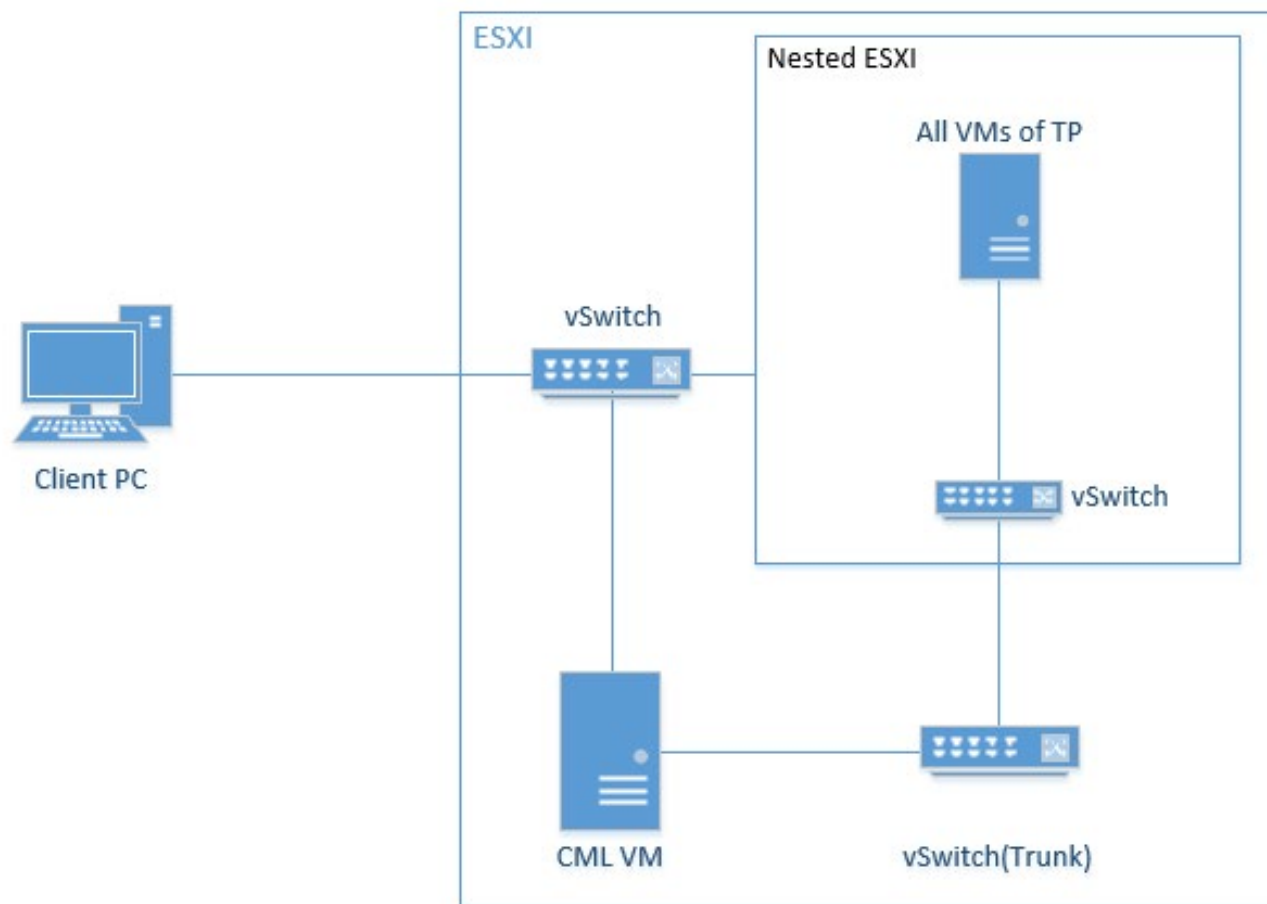 ESXI
Nested ESXI
All VMs of TP
vSwitch
Client PC
vSwitch
CML VM
vSwitch(Trunk)